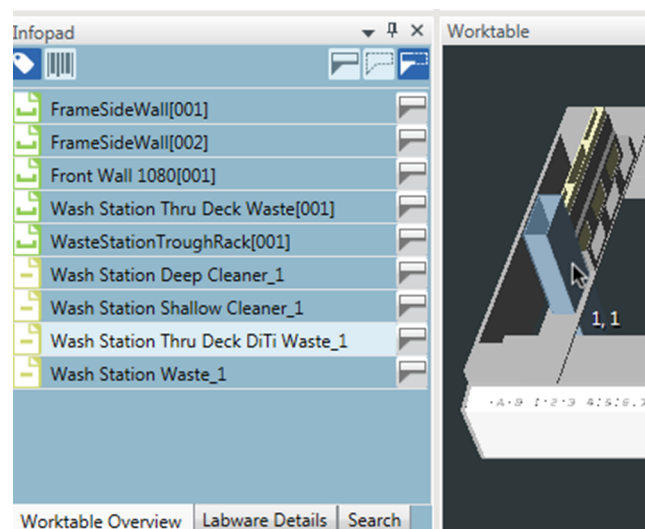 Infopad
Worktable
FrameSideWall[001]
FrameSideWall[002]
Front Wall 1080[001]
Wash Station Thru Deck Waste[001]
WasteStationTroughRack[001]
Wash Station Deep Cleaner_1
Wash Station Shallow Cleaner_1
Wash Station Thru Deck DiTi Waste_1
Wash Station Waste_1
1, 1
Worktable Overview
Labware Details
Search